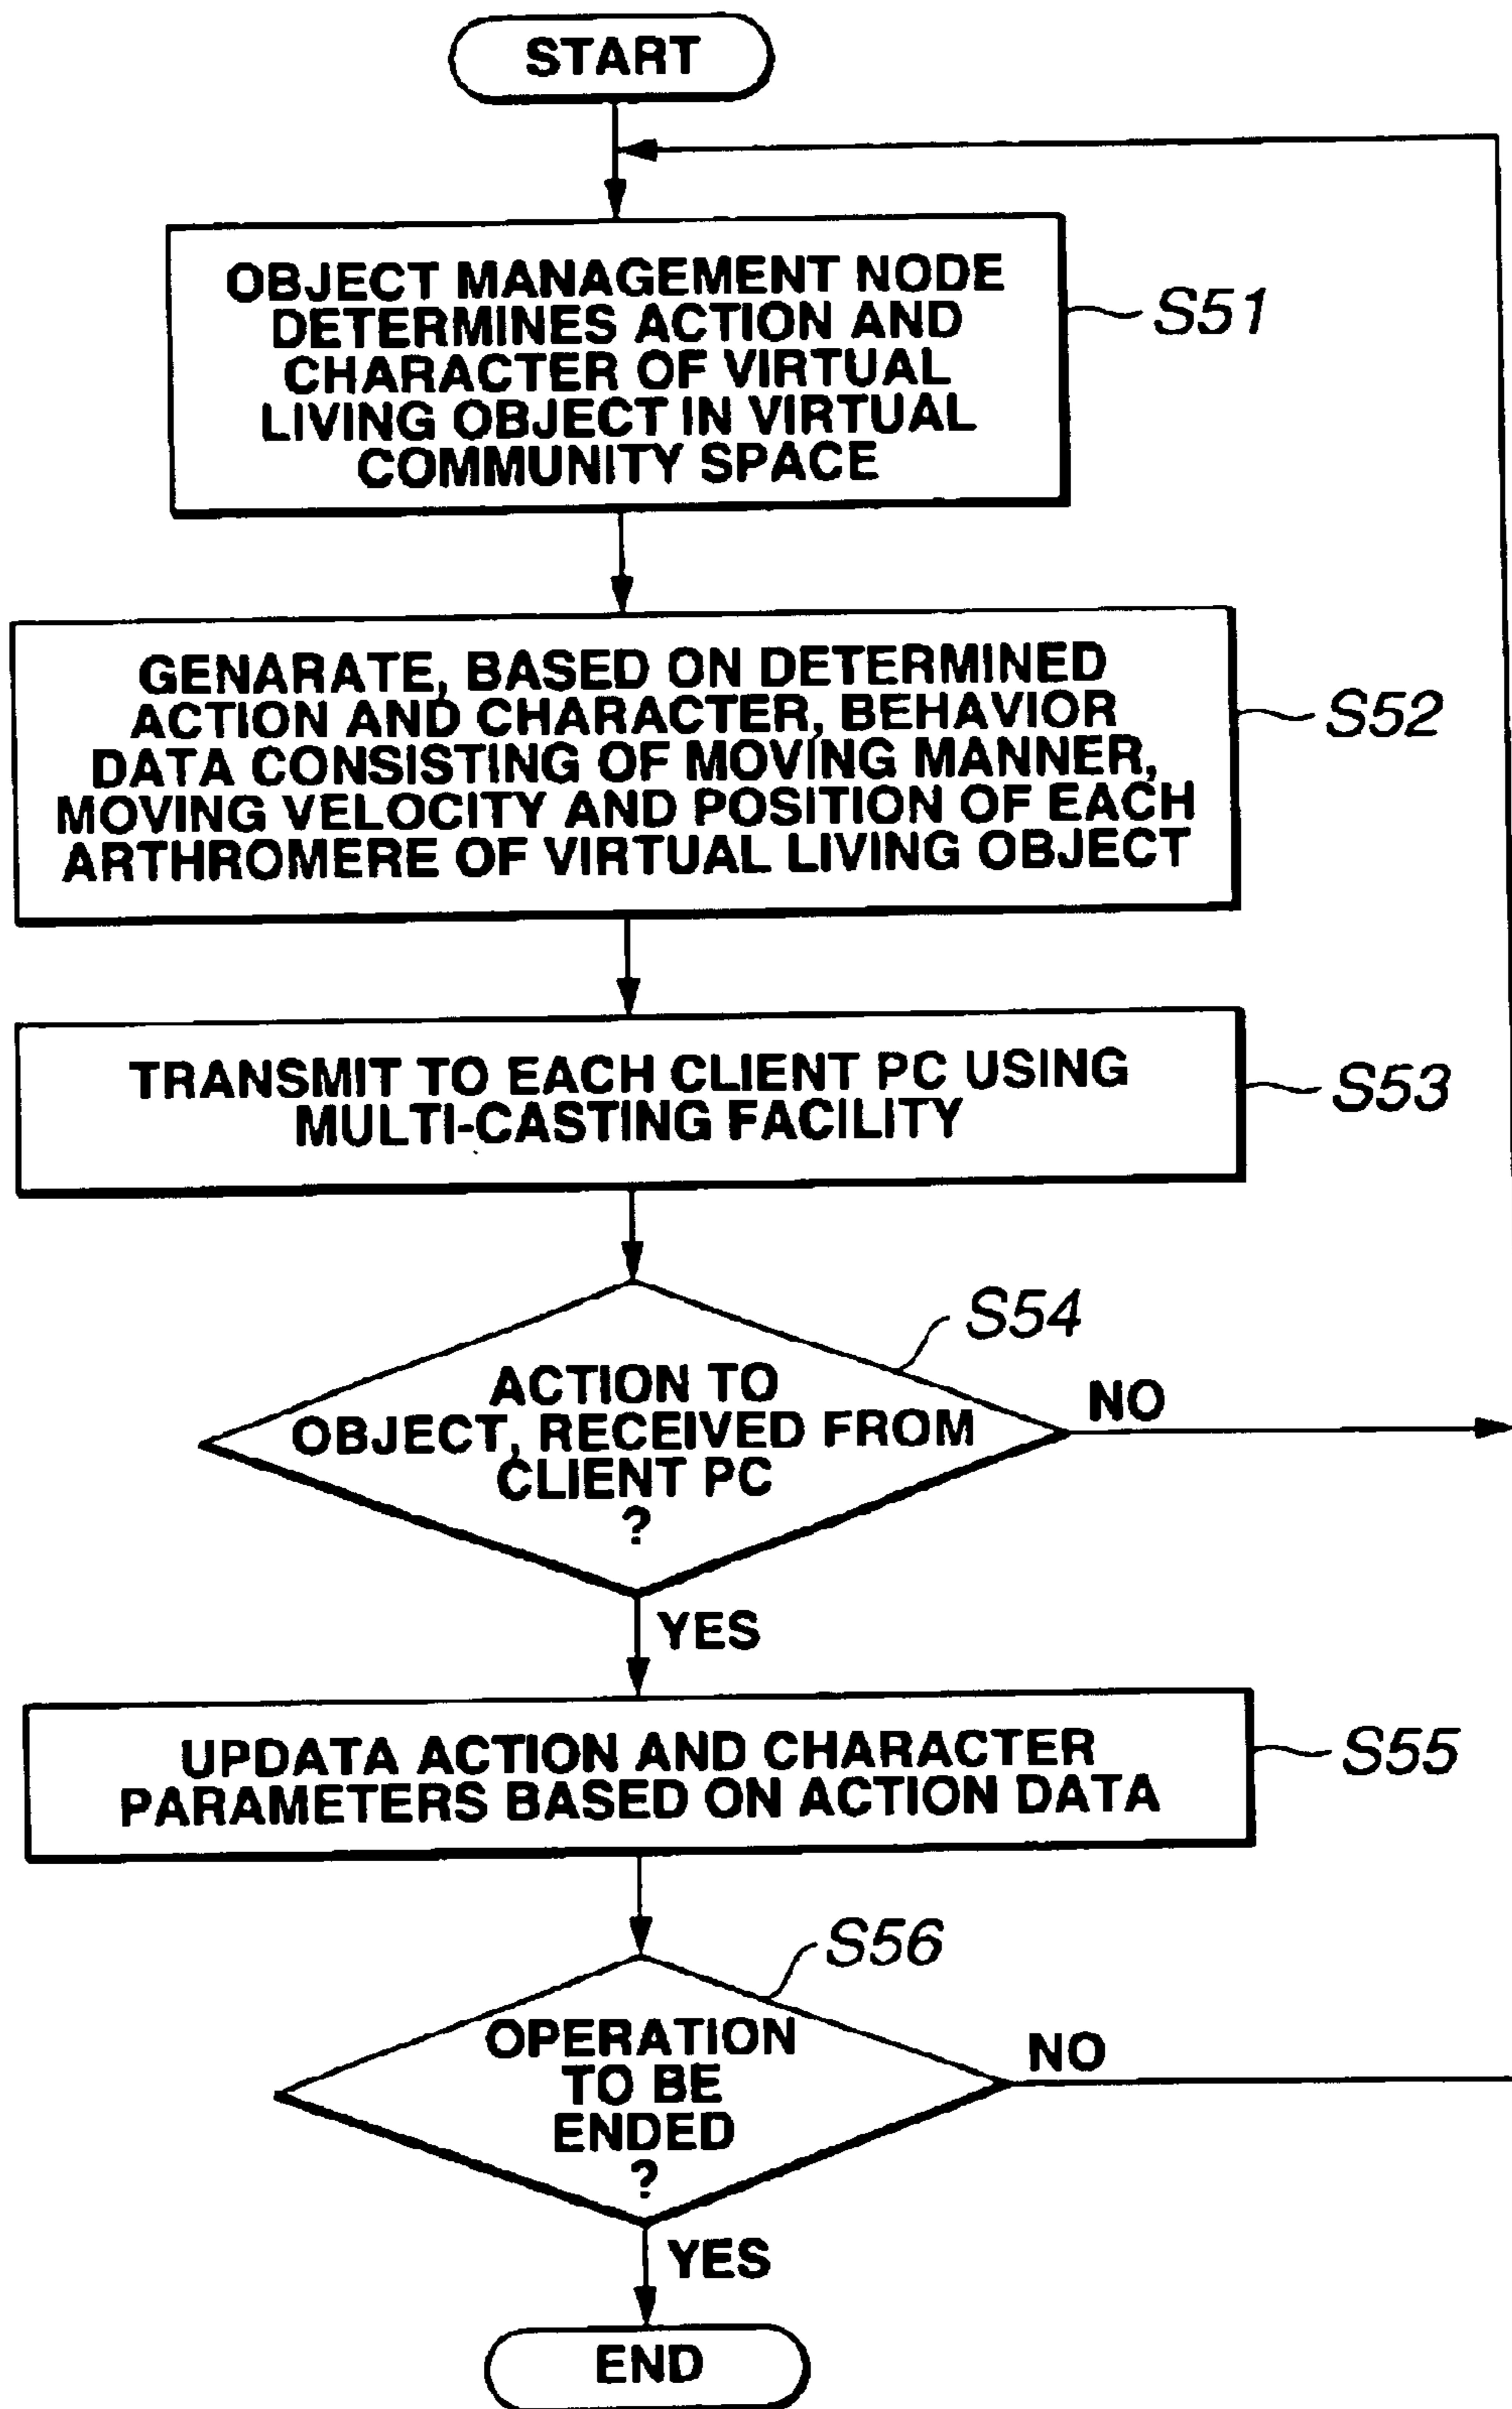 START
OBJECT MANAGEMENT NODE
DETERMINES ACTION AND
CHARACTER OF VIRTUAL
LIVING OBJECT IN VIRTUAL
COMMUNITY SPACE
S51
GENARATE, BASED ON DETERMINED
ACTION AND CHARACTER, BEHAVIOR
DATA CONSISTING OF MOVING MANNER,
MOVING VELOCITY AND POSITION OF EACH
ARTHROMERE OF VIRTUAL LIVING OBJECT
S52
TRANSMIT TO EACH CLIENT PC USING
MULTI-CASTING FACILITY
S53
S54
ACTION TO
OBJECT, RECEIVED FROM
CLIENT PC
?
NO
YES
UPDATA ACTION AND CHARACTER
PARAMETERS BASED ON ACTION DATA
S55
S56
OPERATION
TO BE
ENDED
?
NO
YES
END